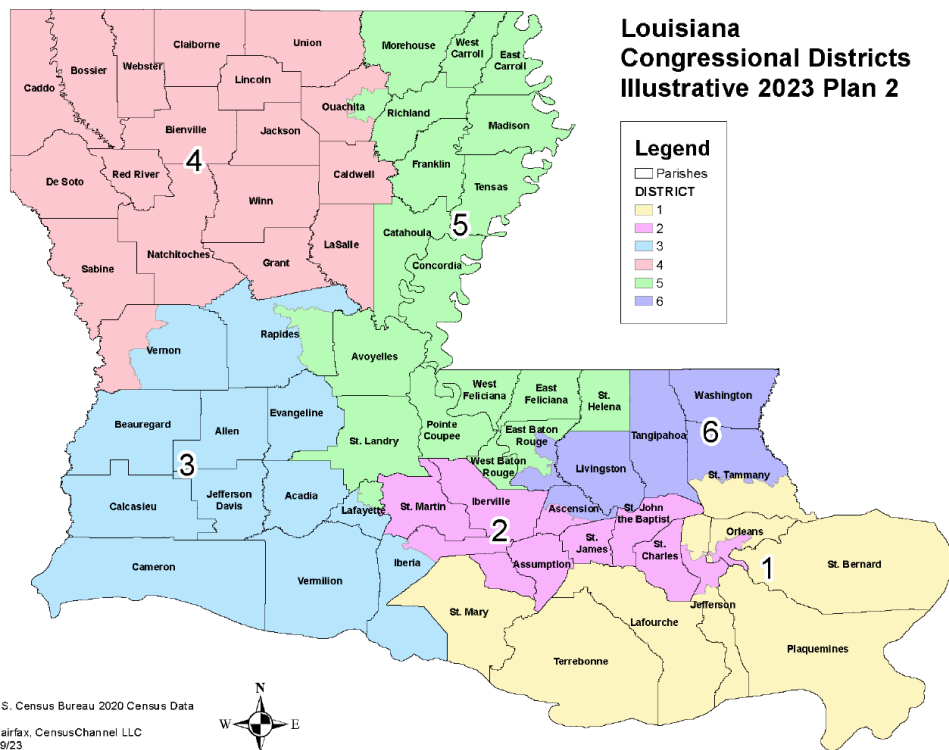 Louisiana
Congressional Districts
Illustrative 2023 Plan 2
Legend
Parishes
DISTRICT
1
2
3
4
5
6
Claiborne
Union
Morehouse
West
Carroll
East
Carroll
Caddo
Bossier
Webster
Lincoln
Ouachita
Richland
Madison
Bienville
Jackson
4
Franklin
De Soto
Red River
Caldwell
Tensas
Winn
5
Catahoula
LaSalle
Natchitoches
Sabine
Grant
Concordia
Vernon
Rapides
Avoyelles
West
Feliciana
East
Feliciana
St.
Helena
Washington
Beauregard
Allen
Evangeline
Pointe
Coupee
East Baton
Rouge
Tangipahoa
6
St. Landry
3
West Baton
Rouge
Livingston
St. Tammany
Calcasieu
Jefferson
Davis
Acadia
Lafayette
St. Martin
Iberville
Ascension
St. John
the Baptist
2
Orleans
St.
James
St.
Charles
Cameron
Vermilion
Iberia
Assumption
1
St. Bernard
St. Mary
Jefferson
Lafourche
Terrebonne
Plaquemines
S. Census Bureau 2020 Census Data
airfax, CensusChannel LLC
9/23
N
W
E